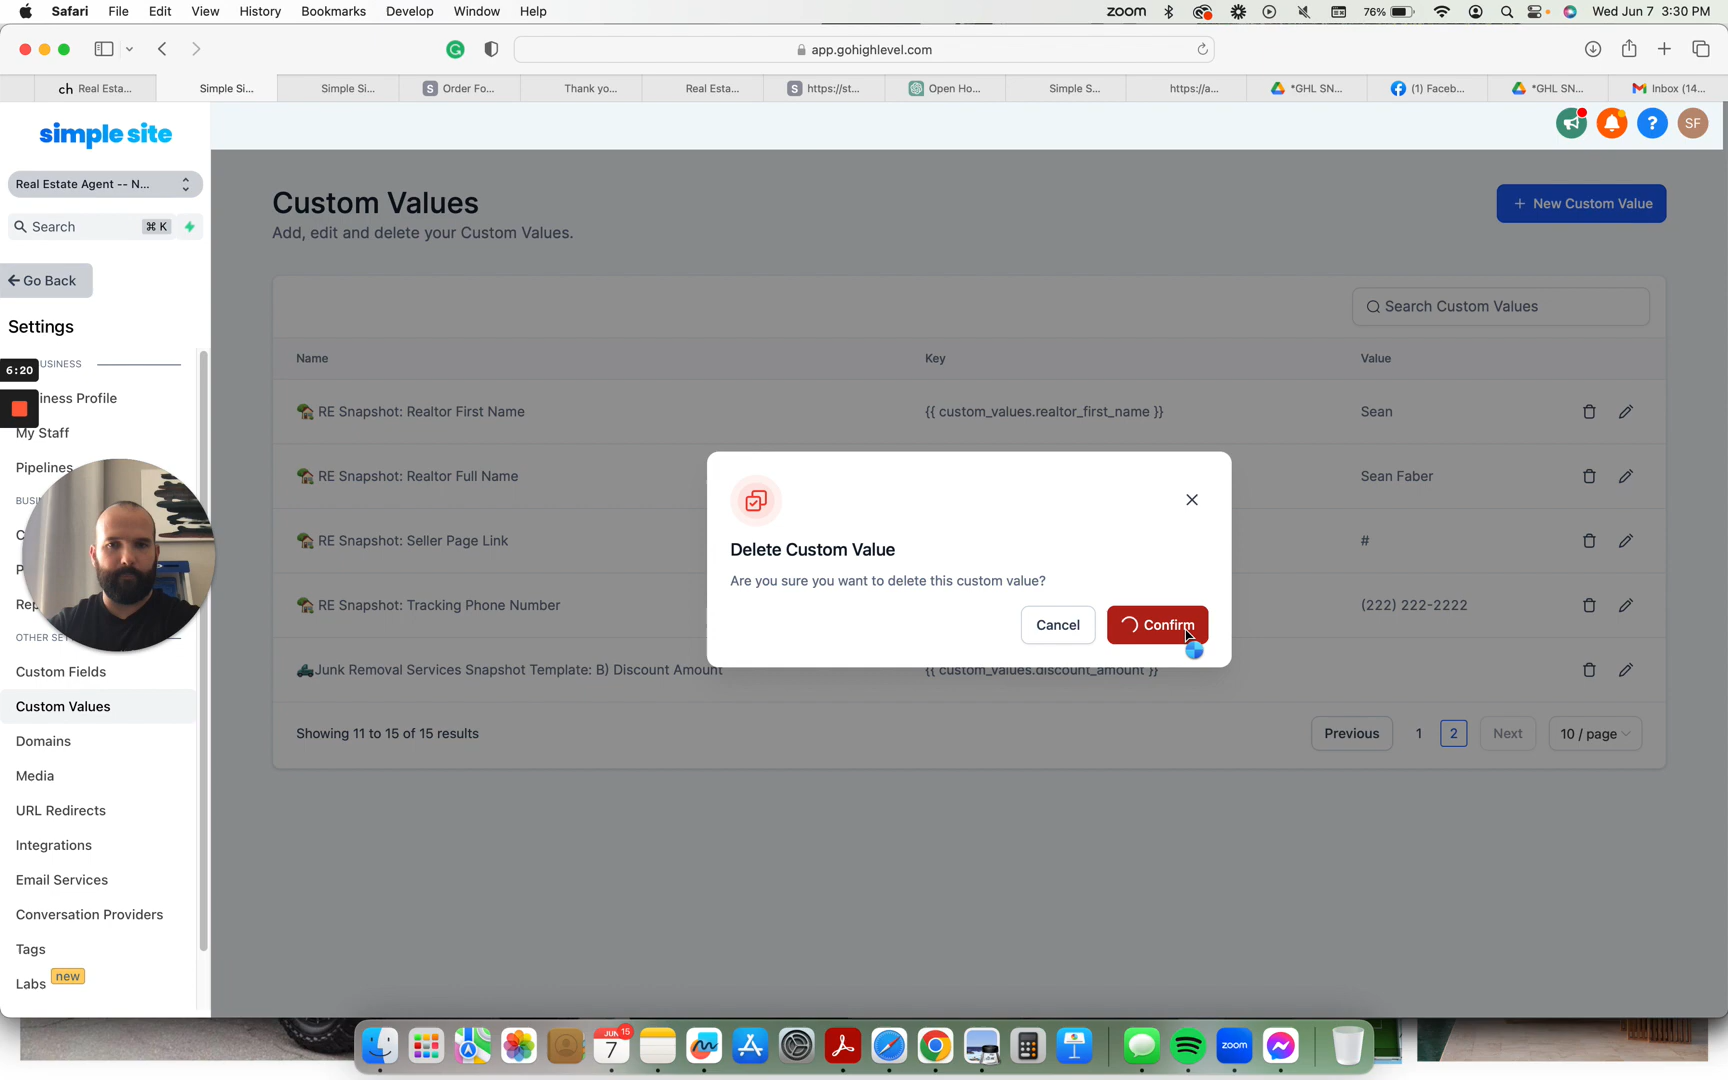 Safari File Edit View History Bookmarks Develop Window Help zoom 76% Wed Jun 7 3:30 PM
app.gohighlevel.com
ch Real Esta... Simple Si... Simple Si... S Order Fo... Thank yo... Real Esta... S https://st... Open Ho... Simple S... https://a... *GHL SN... (1) Faceb... *GHL SN... Inbox (14...
simple site
? SF
Real Estate Agent -- N...
Search ⌘ K
Go Back
Settings
6:20
USINESS
iness Profile
My Staff
Pipelines
BUSI
C
P
Rep
OTHER SE
Custom Fields
Custom Values
Domains
Media
URL Redirects
Integrations
Email Services
Conversation Providers
Tags
Labs new
Custom Values
Add, edit and delete your Custom Values.
+ New Custom Value
Search Custom Values
Name Key Value
RE Snapshot: Realtor First Name {{ custom_values.realtor_first_name }} Sean
RE Snapshot: Realtor Full Name Sean Faber
RE Snapshot: Seller Page Link #
RE Snapshot: Tracking Phone Number (222) 222-2222
Junk Removal Services Snapshot Template: B) Discount Amount {{ custom_values.discount_amount }}
Showing 11 to 15 of 15 results Previous 1 2 Next 10 / page
Delete Custom Value
Are you sure you want to delete this custom value?
Cancel Confirm
JUN 15
7
zoom